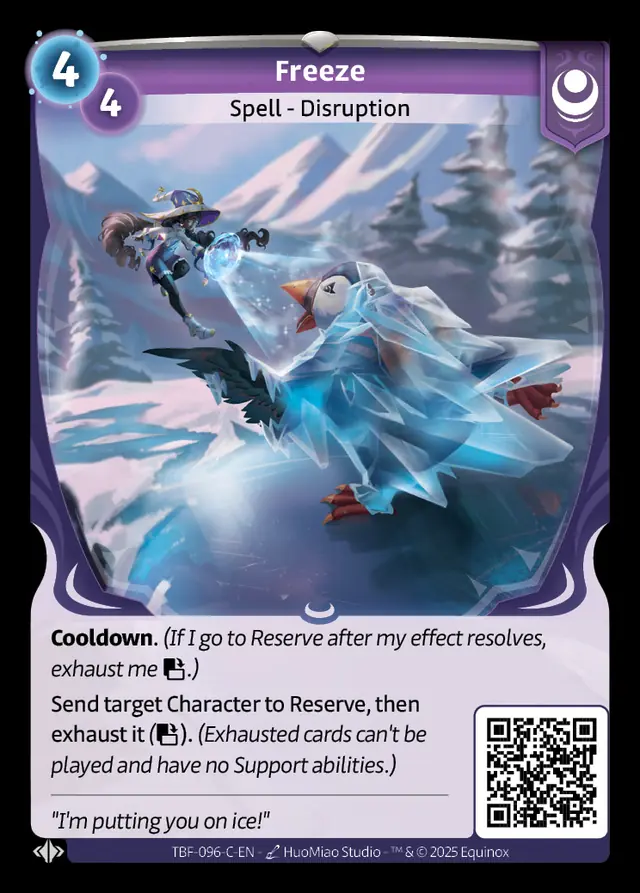 4
4
Freeze
Spell - Disruption
Cooldown. (If I go to Reserve after my effect resolves,
exhaust me .)
Send target Character to Reserve, then
exhaust it (). (Exhausted cards can't be
played and have no Support abilities.)
"I'm putting you on ice!"
TBF-096-C-EN - HuoMiao Studio - ™ & © 2025 Equinox